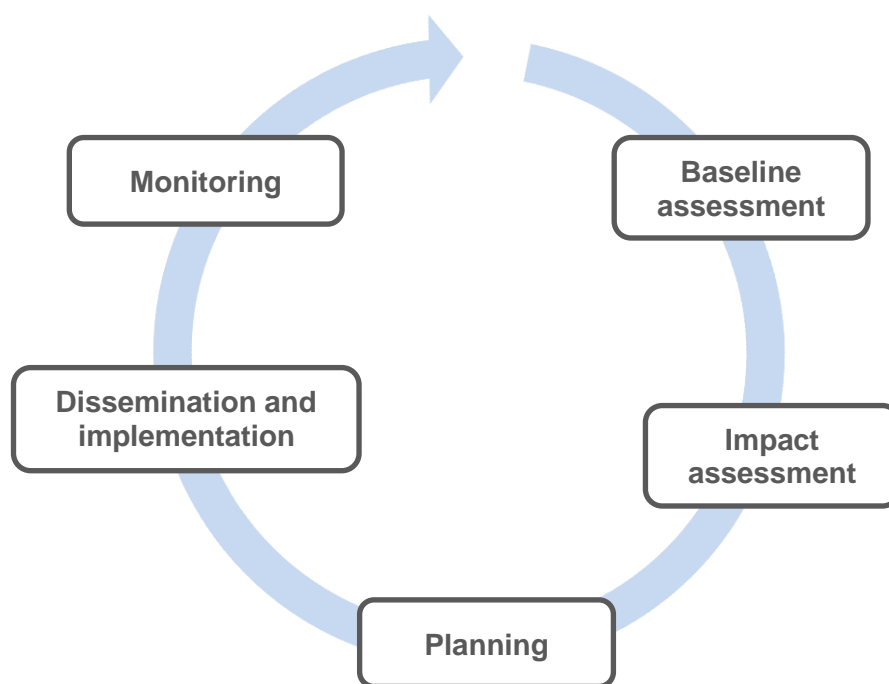 Baseline
assessment
Impact
assessment
Planning
Dissemination and
implementation
Monitoring